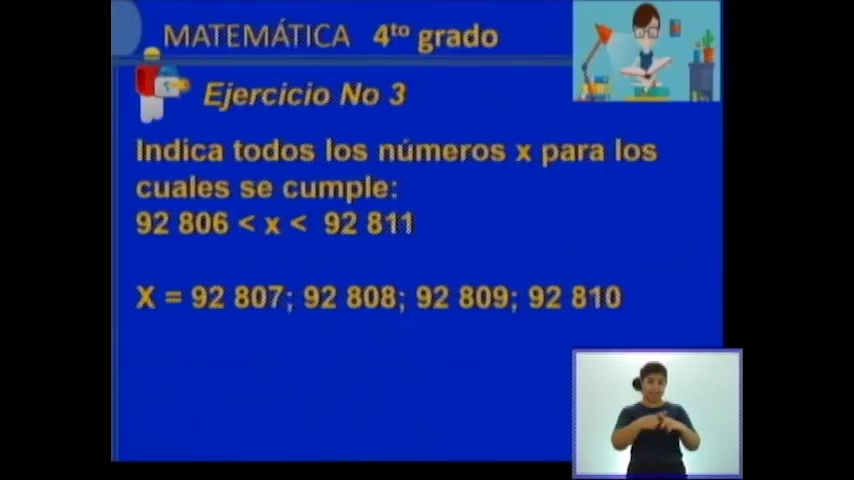 MATEMÁTICA 4to grado
Ejercicio No 3
Indica todos los números x para los
cuales se cumple:
92 806 < x < 92 811
X = 92 807; 92 808; 92 809; 92 810